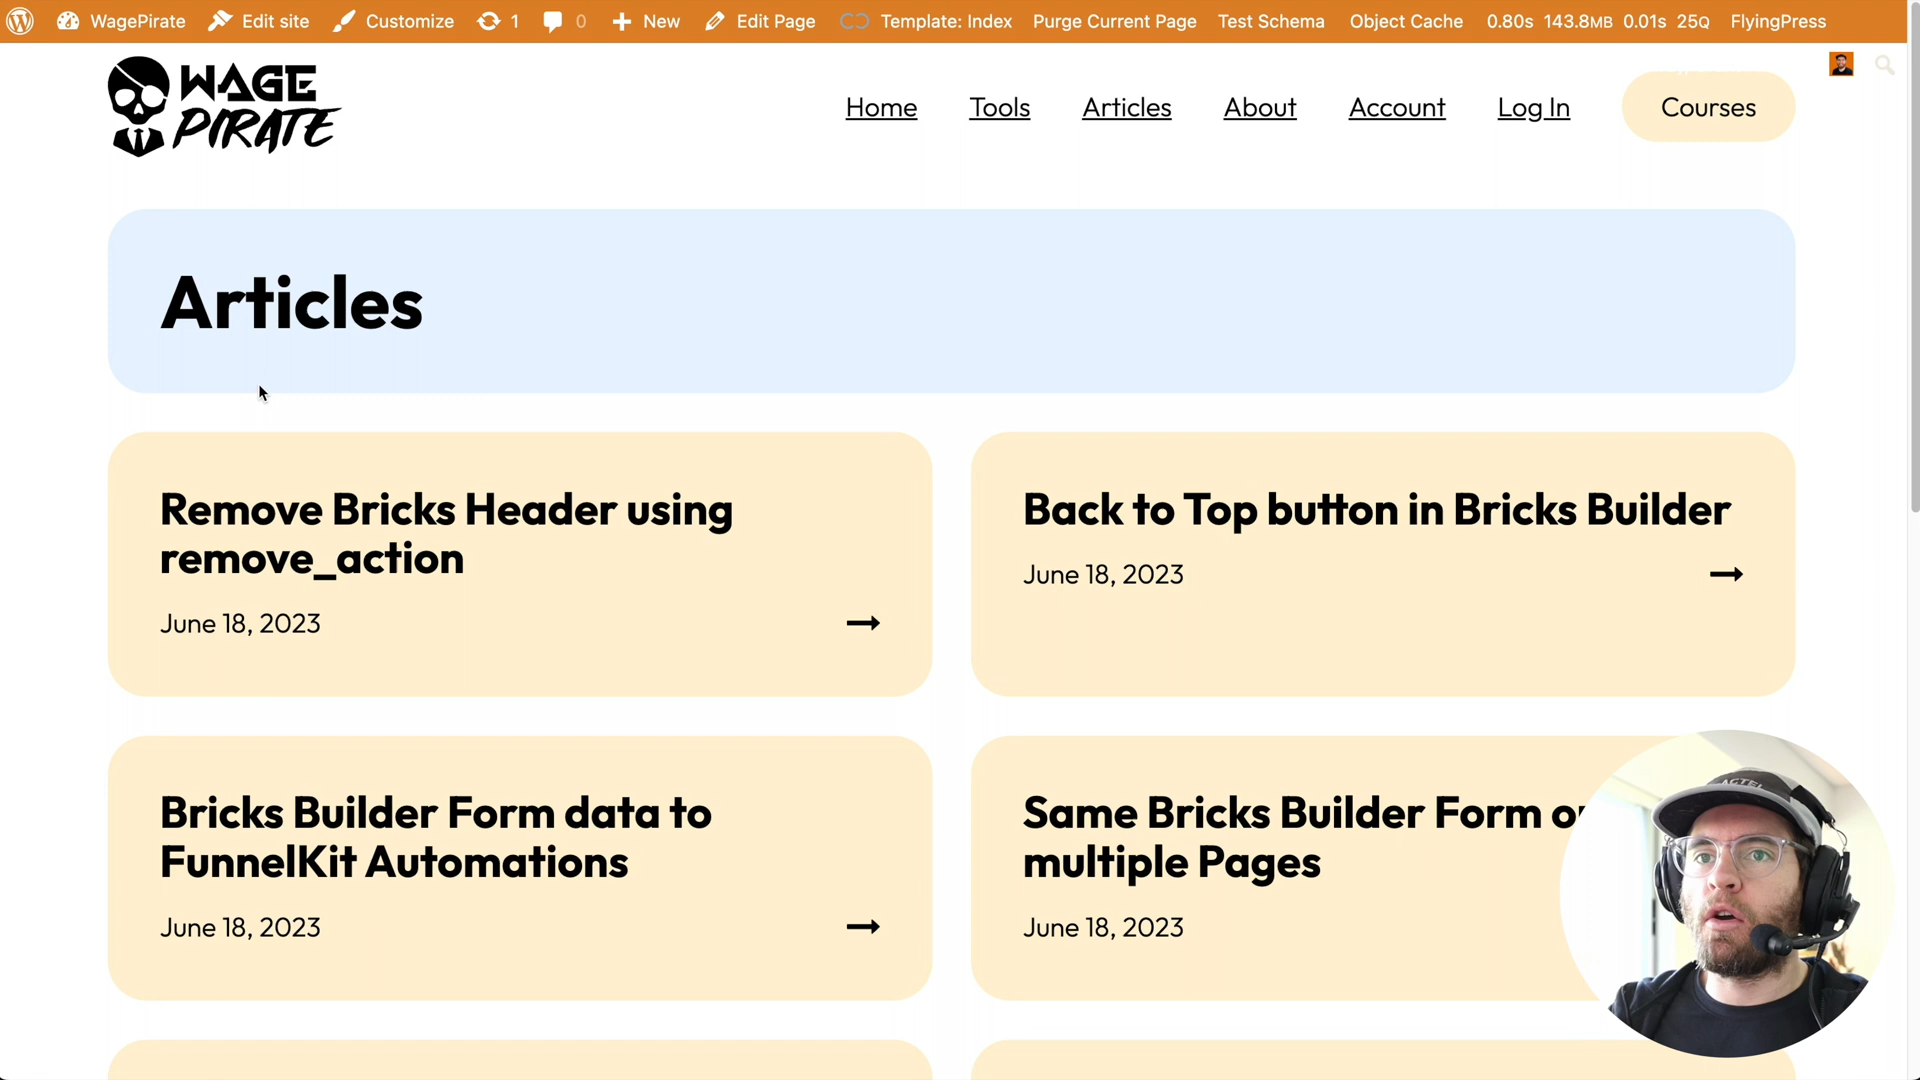 WagePirate Edit site Customize 1 0 New Edit Page Template: Index Purge Current Page Test Schema Object Cache 0.80s 143.8MB 0.01s 25Q FlyingPress
WAGE
PIRATE
Home Tools Articles About Account Log In Courses
Articles
Remove Bricks Header using
remove_action
June 18, 2023
Back to Top button in Bricks Builder
June 18, 2023
Bricks Builder Form data to
FunnelKit Automations
June 18, 2023
Same Bricks Builder Form
multiple Pages
June 18, 2023